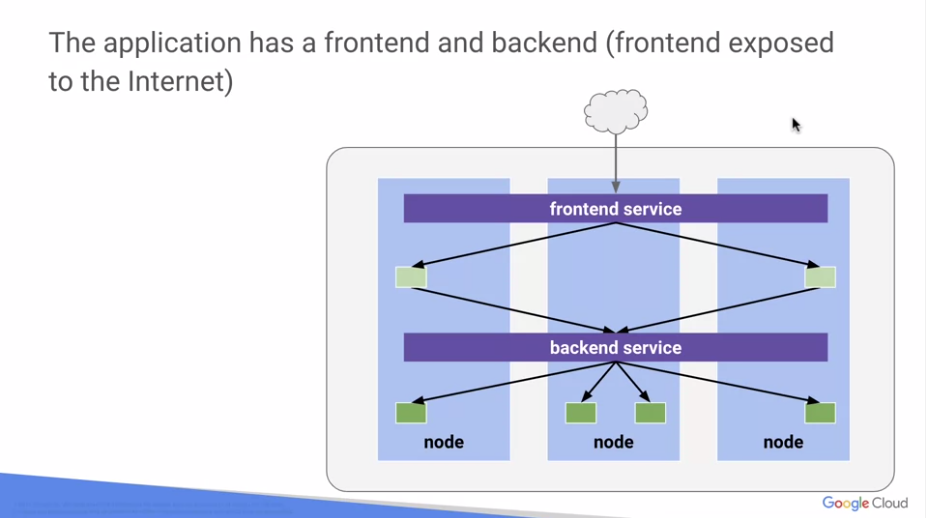 The application has a frontend and backend (frontend exposed
to the Internet)
frontend service
backend service
node
node
node
Google Cloud